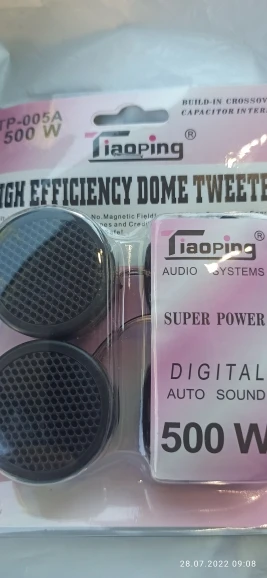 TP-005A
500 W
BUILD-IN CROSSOV
CAPACITOR INTER
Tiaoping®
IGH EFFICIENCY DOME TWEETE
No.Magnetic Field
Tiaoping®
AUDIO SYSTEMS
SUPER POWER
DIGITAL
AUTO SOUND
500 W
28.07.2022 09:08